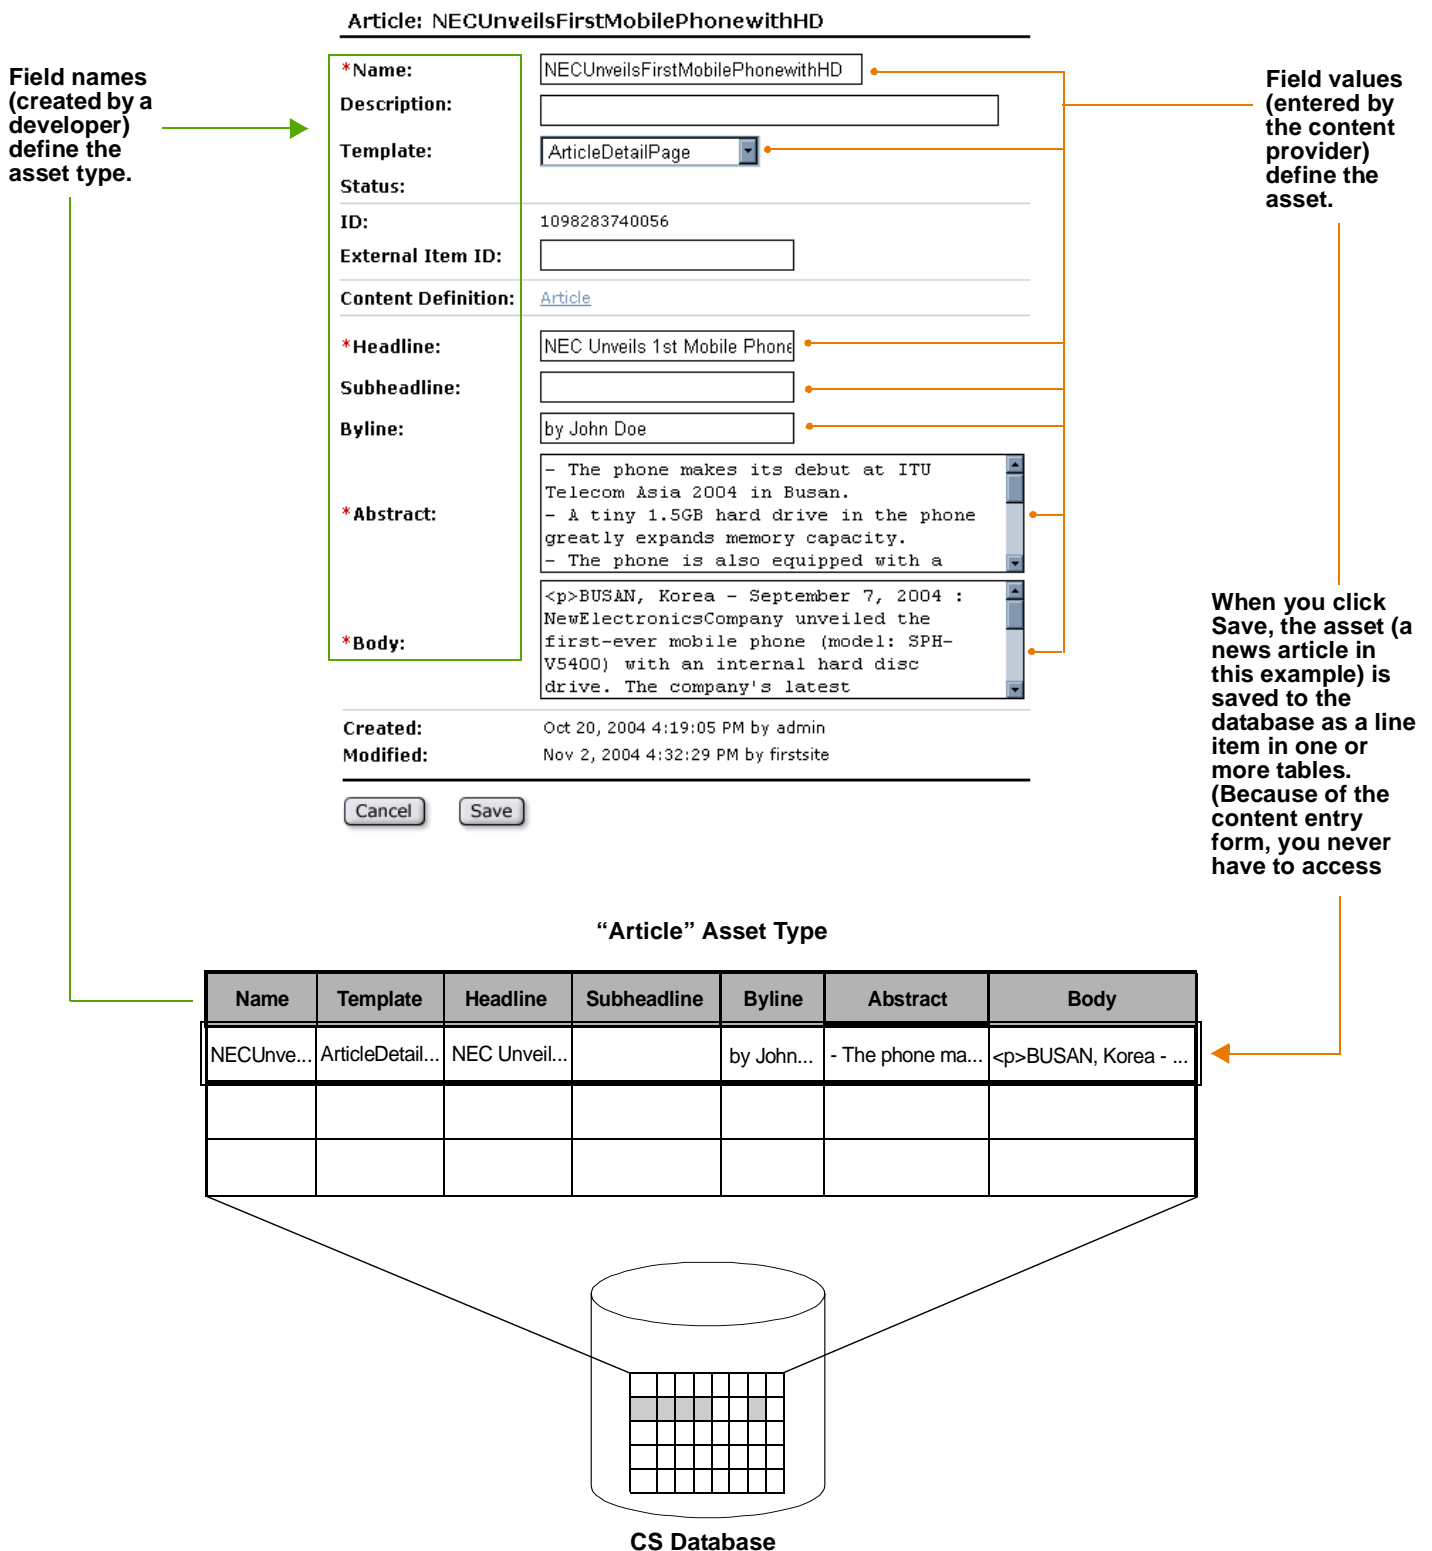 Article: NECUnveilsFirstMobilePhonewithHD
Field names
(created by a
developer)
define the
asset type.
*Name:
NECUnveilsFirstMobilePhonewithHD
Description:
Template:
ArticleDetailPage
Status:
ID:
1098283740056
External Item ID:
Content Definition:
Article
*Headline:
NEC Unveils 1st Mobile Phone
Subheadline:
Byline:
by John Doe
*Abstract:
- The phone makes its debut at ITU
Telecom Asia 2004 in Busan.
- A tiny 1.5GB hard drive in the phone
greatly expands memory capacity.
- The phone is also equipped with a
*Body:
<p>BUSAN, Korea - September 7, 2004 :
NewElectronicsCompany unveiled the
first-ever mobile phone (model: SPH-
V5400) with an internal hard disc
drive. The company's latest
Created:
Oct 20, 2004 4:19:05 PM by admin
Modified:
Nov 2, 2004 4:32:29 PM by firstsite
Cancel
Save
Field values
(entered by
the content
provider)
define the
asset.
When you click
Save, the asset (a
news article in
this example) is
saved to the
database as a line
item in one or
more tables.
(Because of the
content entry
form, you never
have to access
“Article” Asset Type
Name Template Headline Subheadline Byline Abstract Body
NECUnve... ArticleDetail... NEC Unveil... by John... - The phone ma... <p>BUSAN, Korea - ...
CS Database